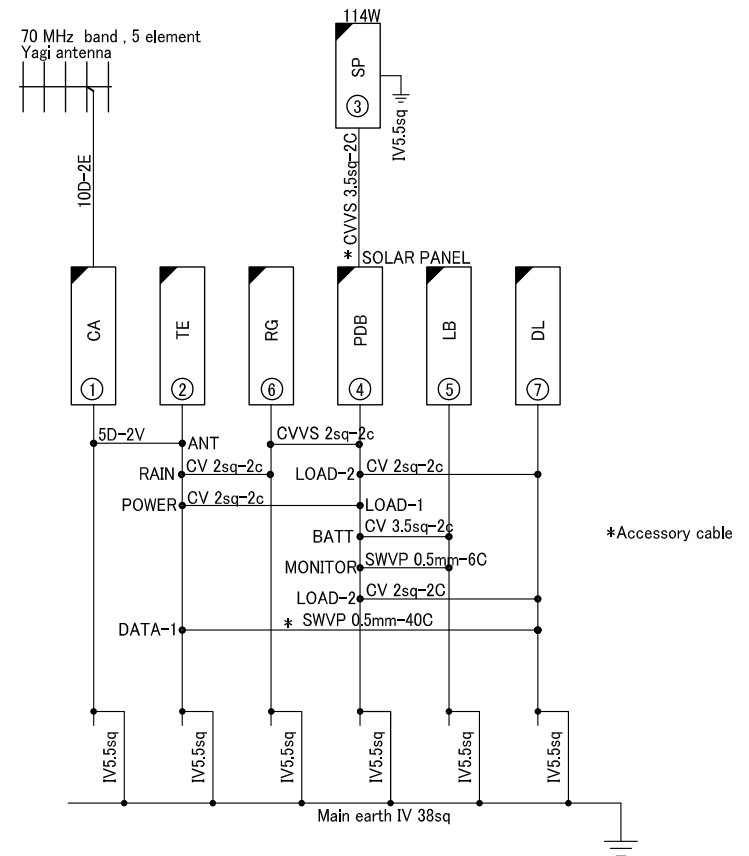 114W
70 MHz band , 5 element
Yagi antenna
SP
3
IV5.5sq
10D-2E
* CVVS 3.5sq-2C
SOLAR PANEL
CA
TE
RG
PDB
LB
DL
1
2
6
4
5
7
5D-2V
ANT
CVVS 2sq-2c
RAIN
CV 2sq-2c
LOAD-2
CV 2sq-2c
POWER
CV 2sq-2c
LOAD-1
BATT
CV 3.5sq-2c
*Accessory cable
MONITOR
SWVP 0.5mm-6C
LOAD-2
CV 2sq-2C
DATA-1
* SWVP 0.5mm-40C
IV5.5sq
IV5.5sq
IV5.5sq
IV5.5sq
IV5.5sq
IV5.5sq
Main earth IV 38sq